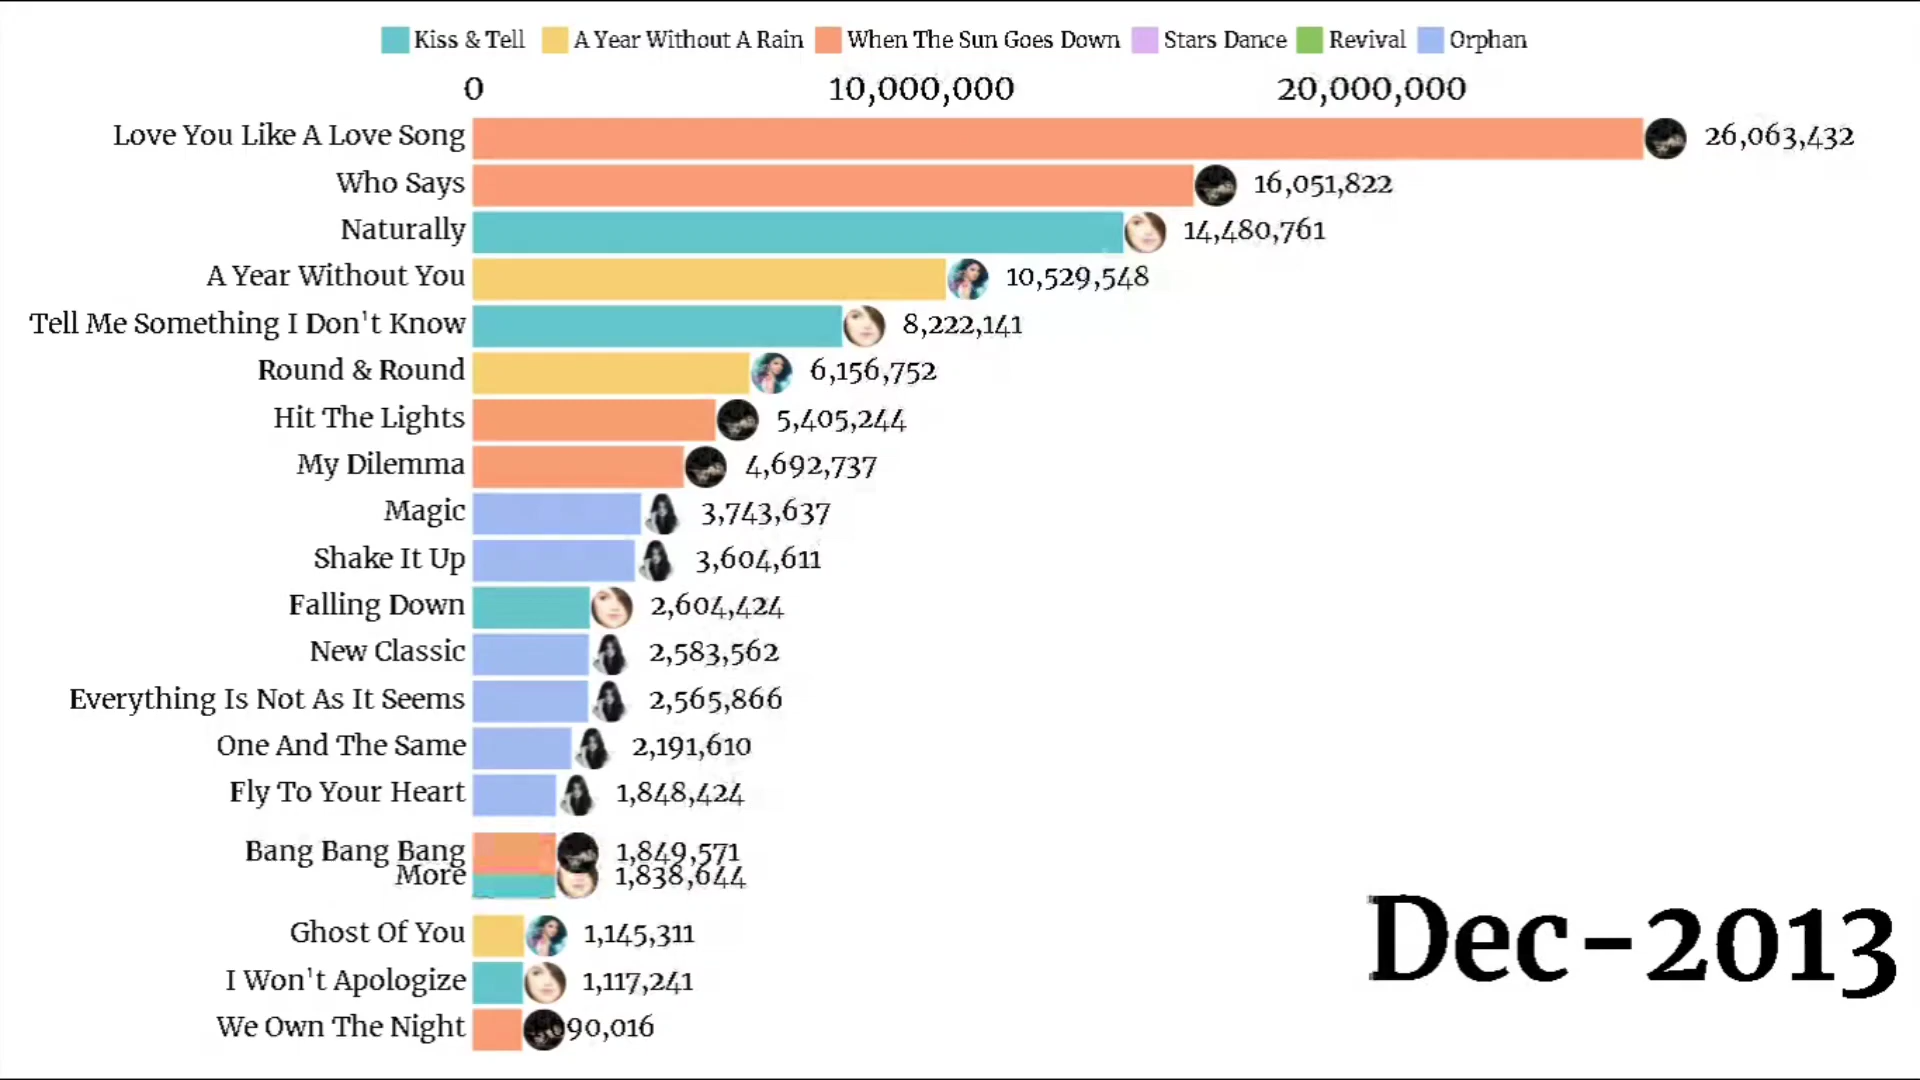 Kiss & Tell A Year Without A Rain When The Sun Goes Down Stars Dance Revival Orphan
0 10,000,000 20,000,000
Love You Like A Love Song 26,063,432
Who Says 16,051,822
Naturally 14,480,761
A Year Without You 10,529,548
Tell Me Something I Don't Know 8,222,141
Round & Round 6,156,752
Hit The Lights 5,405,244
My Dilemma 4,692,737
Magic 3,743,637
Shake It Up 3,604,611
Falling Down 2,604,424
New Classic 2,583,562
Everything Is Not As It Seems 2,565,866
One And The Same 2,191,610
Fly To Your Heart 1,848,424
Bang Bang Bang 1,849,571
More 1,838,644
Ghost Of You 1,145,311
I Won't Apologize 1,117,241
We Own The Night
Dec-2013